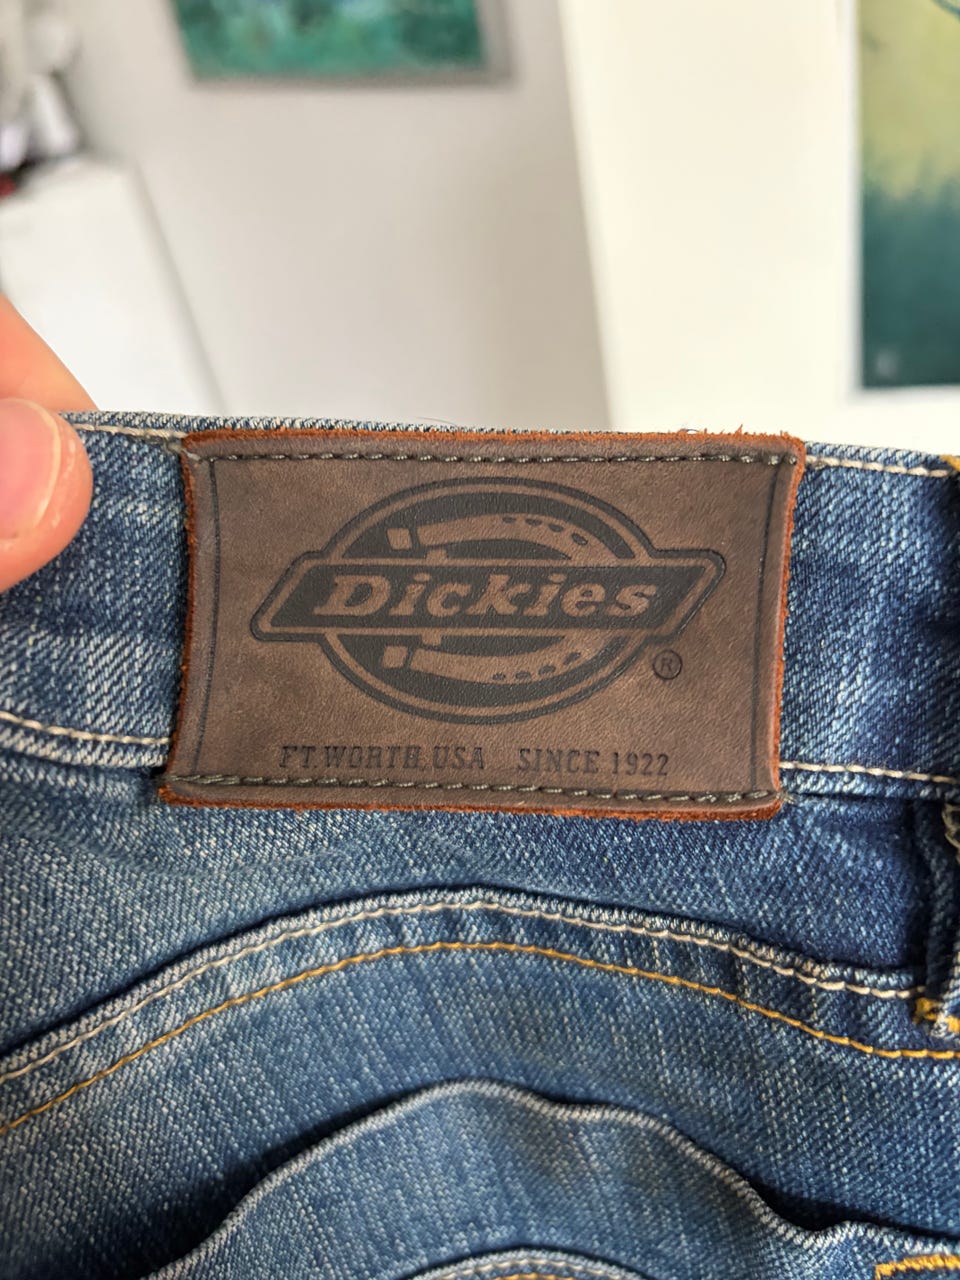 Dickies
®
FT. WORTH, USA SINCE 1922